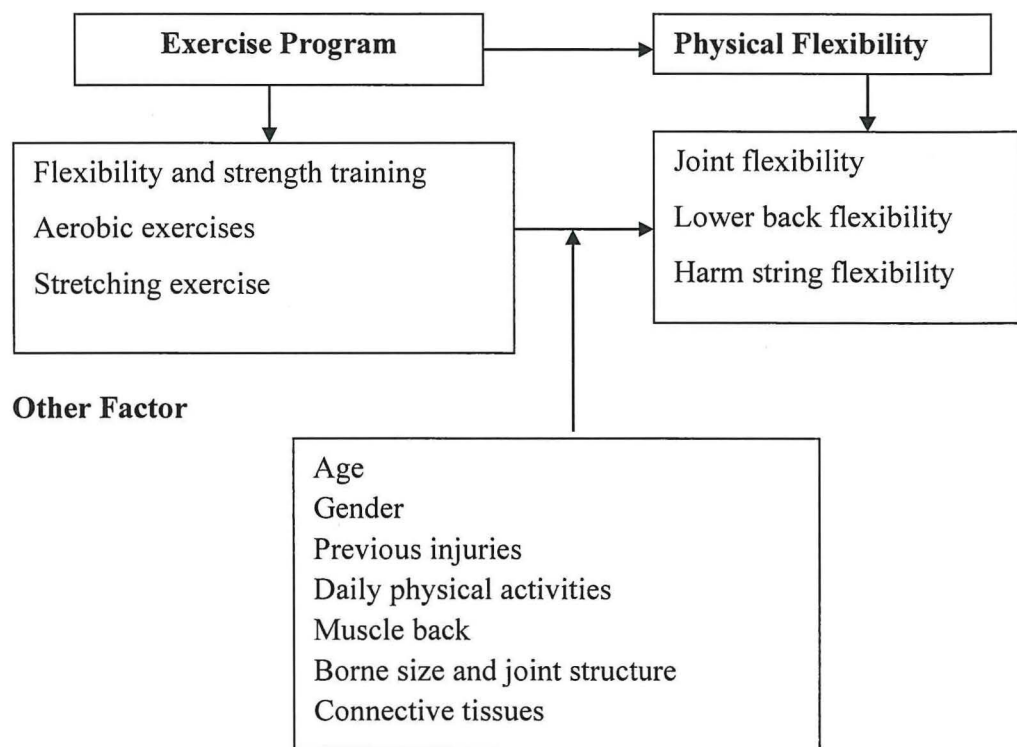 Exercise Program
Physical Flexibility
Flexibility and strength training
Aerobic exercises
Stretching exercise
Joint flexibility
Lower back flexibility
Harm string flexibility
Other Factor
Age
Gender
Previous injuries
Daily physical activities
Muscle back
Borne size and joint structure
Connective tissues